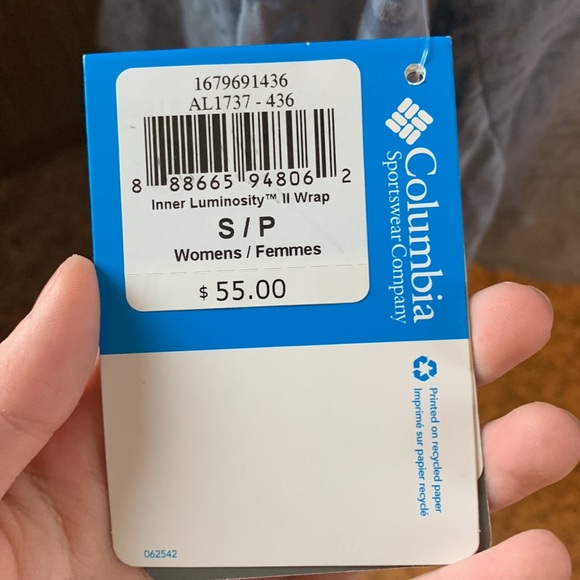 1679691436
AL1737 - 436
8 88665 94806 2
Inner Luminosity™ II Wrap
S / P
Womens / Femmes
$ 55.00
Columbia
Sportswear Company
Printed on recycled paper
Imprimé sur papier recyclé
062542